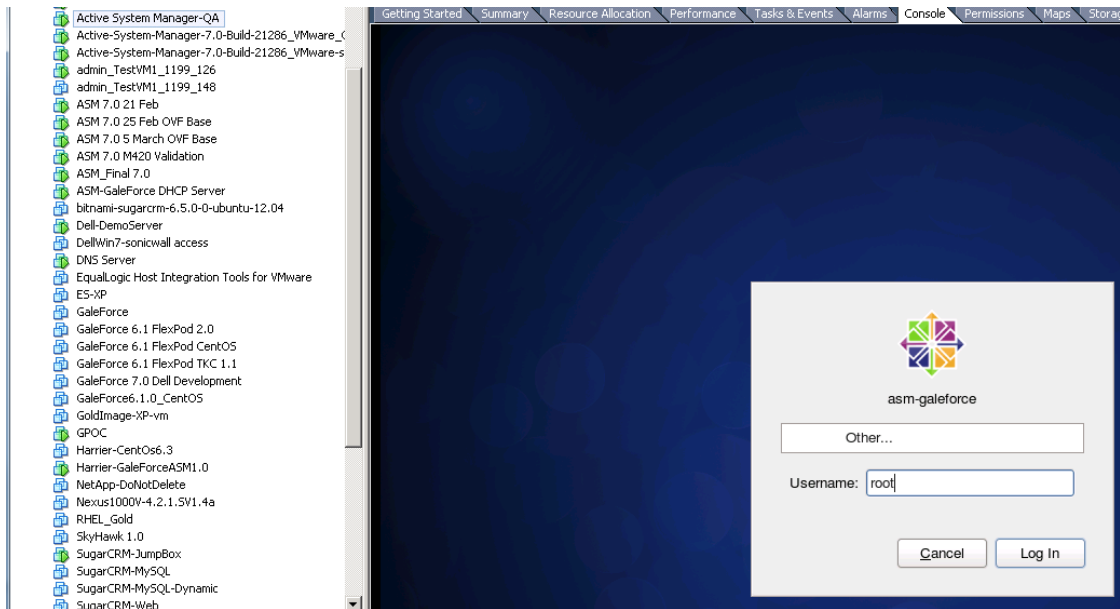 Active System Manager-QA
Active-System-Manager-7.0-Build-21286_VMware_
Active-System-Manager-7.0-Build-21286_VMware-s
admin_TestVM1_1199_126
admin_TestVM1_1199_148
ASM 7.0 21 Feb
ASM 7.0 25 Feb OVF Base
ASM 7.0 5 March OVF Base
ASM 7.0 M420 Validation
ASM_Final 7.0
ASM-GaleForce DHCP Server
bitnami-sugarcrm-6.5.0-0-ubuntu-12.04
Dell-DemoServer
DellWin7-sonicwall access
DNS Server
EqualLogic Host Integration Tools for VMware
ES-XP
GaleForce
GaleForce 6.1 FlexPod 2.0
GaleForce 6.1 FlexPod CentOS
GaleForce 6.1 FlexPod TKC 1.1
GaleForce 7.0 Dell Development
GaleForce6.1.0_CentOS
GoldImage-XP-vm
GPOC
Harrier-CentOs6.3
Harrier-GaleForceASM1.0
NetApp-DoNotDelete
Nexus1000V-4.2.1.SV1.4a
RHEL_Gold
SkyHawk 1.0
SugarCRM-JumpBox
SugarCRM-MySQL
SugarCRM-MySQL-Dynamic
SugarCRM-Web
Getting Started Summary Resource Allocation Performance Tasks & Events Alarms Console Permissions Maps Storag
asm-galeforce
Other...
Username: root
Cancel Log In